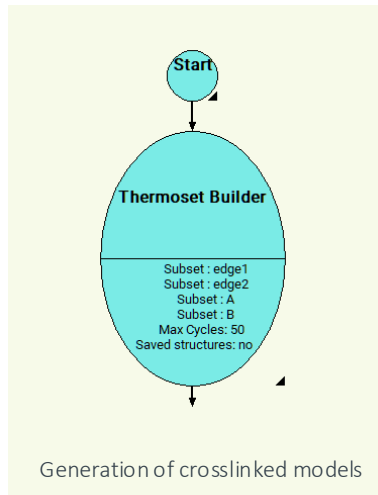 Start
Thermoset Builder
Subset : edge1
Subset : edge2
Subset : A
Subset : B
Max Cycles: 50
Saved structures: no
Generation of crosslinked models